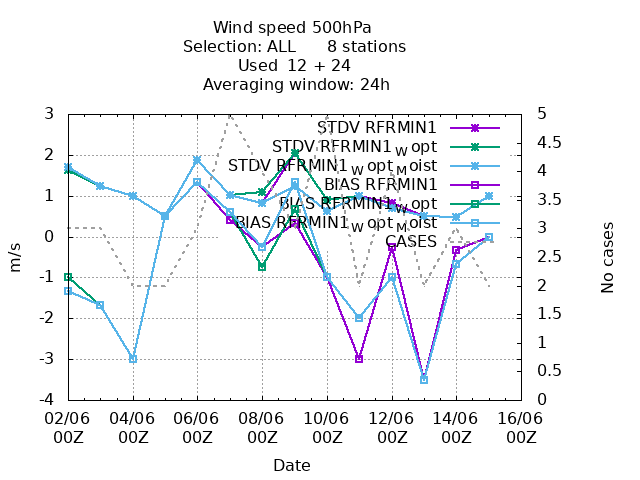 Wind speed 500hPa
Selection: ALL 8 stations
Used 12 + 24
Averaging window: 24h
STDV RFRMIN1
STDV RFRMIN1 W opt
STDV RFRMIN1 W opt M oist
BIAS RFRMIN1
BIAS RFRMIN1 W opt
BIAS RFRMIN1 W opt M oist
CASES
3
2
1
0
-1
-2
-3
-4
m/s
5
4.5
4
3.5
3
2.5
2
1.5
1
0.5
0
No cases
02/06 04/06 06/06 08/06 10/06 12/06 14/06 16/06
00Z 00Z 00Z 00Z 00Z 00Z 00Z 00Z
Date